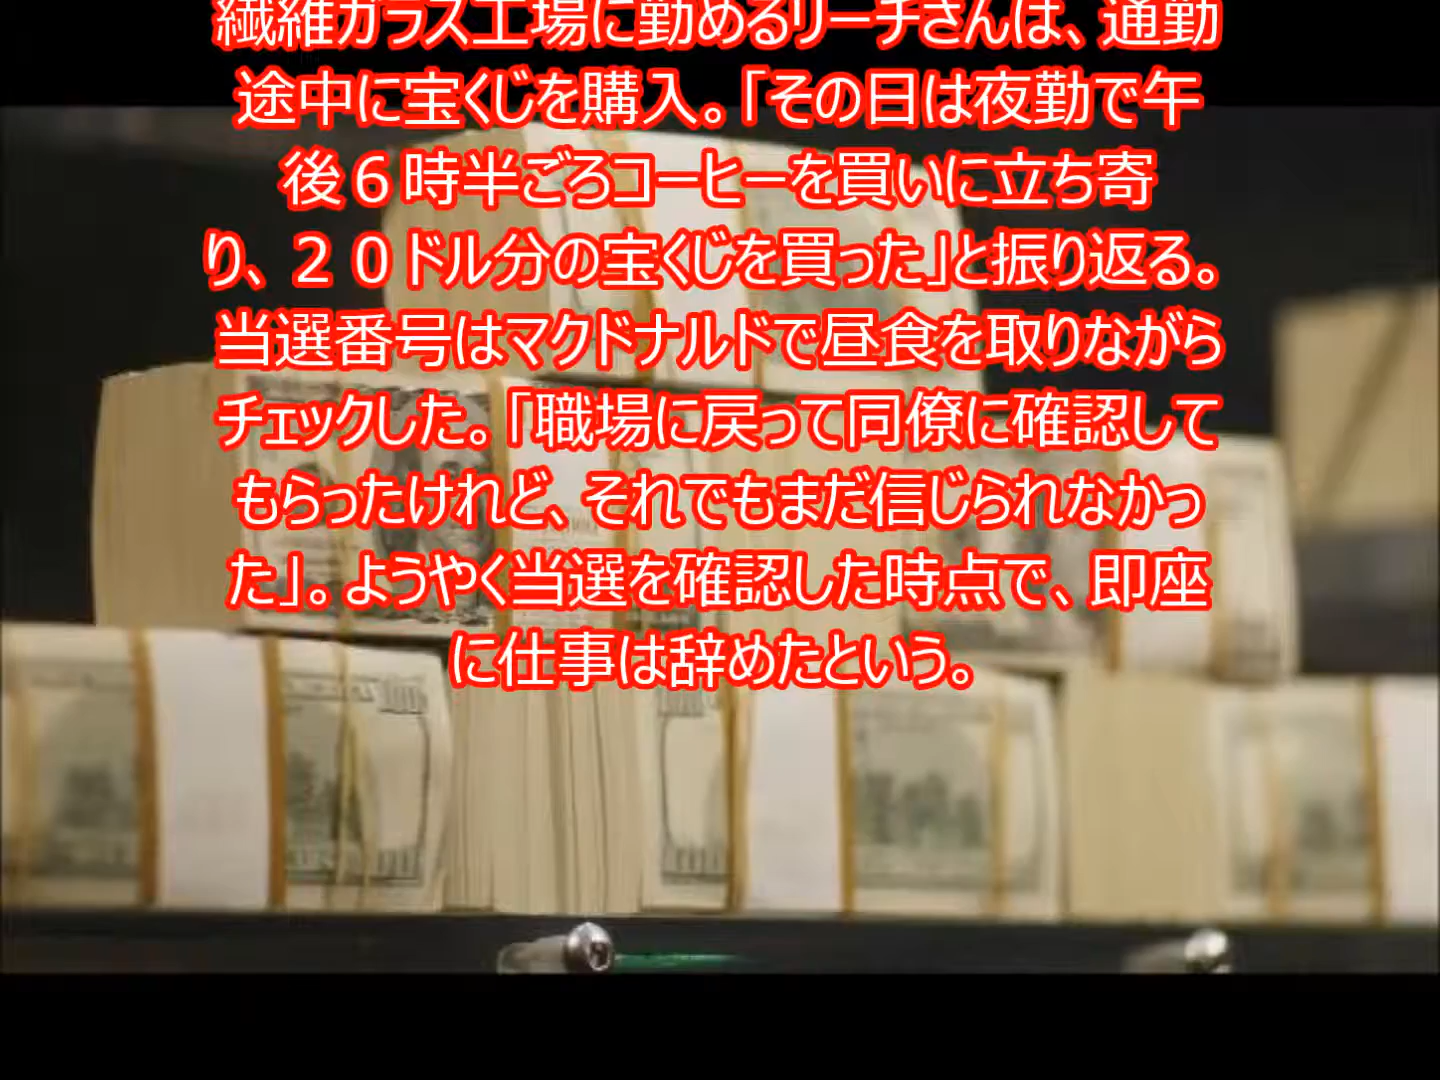 繊維ガラス工場に勤めるリーチさんは、通勤
途中に宝くじを購入。「その日は夜勤で午
後６時半ごろコーヒーを買いに立ち寄
り、２０ドル分の宝くじを買った」と振り返る。
当選番号はマクドナルドで昼食を取りながら
チェックした。「職場に戻って同僚に確認して
もらったけれど、それでもまだ信じられなかっ
た」。ようやく当選を確認した時点で、即座
に仕事は辞めたという。